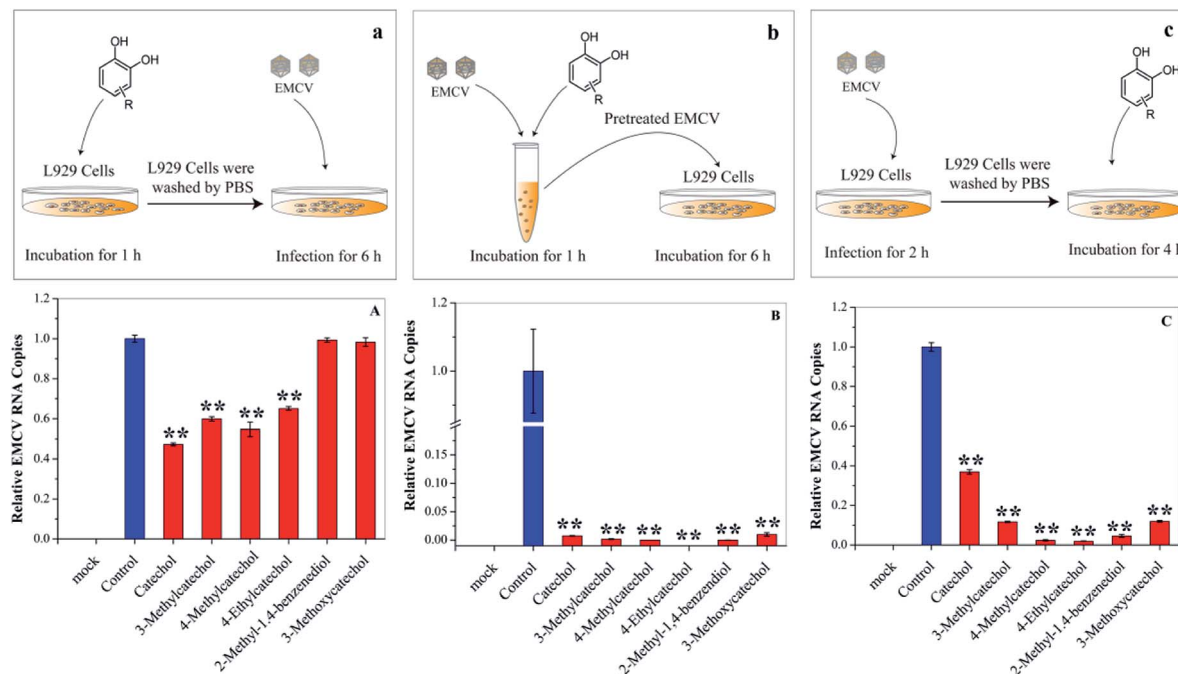 a
OH
OH
R
EMCV
L929 Cells
L929 Cells were
washed by PBS
Incubation for 1 h
Infection for 6 h
b
EMCV
OH
OH
R
Pretreated EMCV
L929 Cells
Incubation for 1 h
Incubation for 6 h
c
EMCV
OH
OH
R
L929 Cells
L929 Cells were
washed by PBS
Infection for 2 h
Incubation for 4 h
A
Relative EMCV RNA Copies
1.2
1.0
0.8
0.6
0.4
0.2
0.0
**
**
**
**
mock
Control
Catechol
3-Methylcatechol
4-Methylcatechol
4-Ethylcatechol
2-Methyl-1,4-benzenediol
3-Methoxycatechol
B
Relative EMCV RNA Copies
1.2
1.0
0.15
0.10
0.05
0.00
**
**
**
**
**
**
mock
Control
Catechol
3-Methylcatechol
4-Methylcatechol
4-Ethylcatechol
2-Methyl-1,4-benzendiol
3-Methoxycatechol
C
Relative EMCV RNA Copies
1.2
1.0
0.8
0.6
0.4
0.2
0.0
**
**
**
**
**
**
mock
Control
Catechol
3-Methylcatechol
4-Methylcatechol
4-Ethylcatechol
2-Methyl-1,4-benzenediol
3-Methoxycatechol